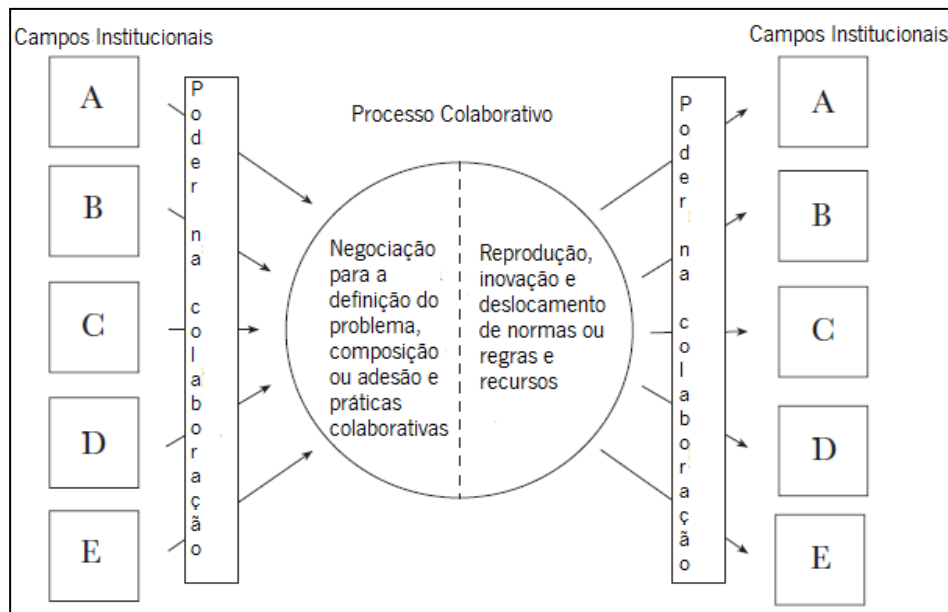 Campos Institucionais
A
B
C
D
E
Poder na colaboração
Processo Colaborativo
Negociação
para a
definição do
problema,
composição
ou adesão e
práticas
colaborativas
Reprodução,
inovação e
deslocamento
de normas ou
regras e
recursos
Poder na colaboração
Campos Institucionais
A
B
C
D
E